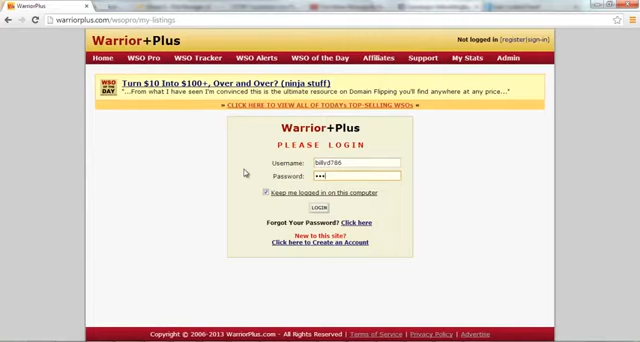 WarriorPlus
warriorplus.com/wsopro/my-listings
Warrior+Plus
Not logged in [register|sign-in]
Home WSO Pro WSO Tracker WSO Alerts WSO of the Day Affiliates Support My Stats Admin
WSO OF THE DAY
Turn $10 Into $100+, Over and Over? (ninja stuff)
"...From what I have seen I'm convinced this is the ultimate resource on Domain Flipping you'll find anywhere at any price..."
» CLICK HERE TO VIEW ALL OF TODAYs TOP-SELLING WSOs «
Warrior+Plus
PLEASE LOGIN
Username: billvd786
Password: •••
Keep me logged in on this computer
LOGIN
Forgot Your Password? Click here
New to this site?
Click here to Create an Account
Copyright © 2006-2013 WarriorPlus.com - All Rights Reserved | Terms of Service | Privacy Policy | Advertise